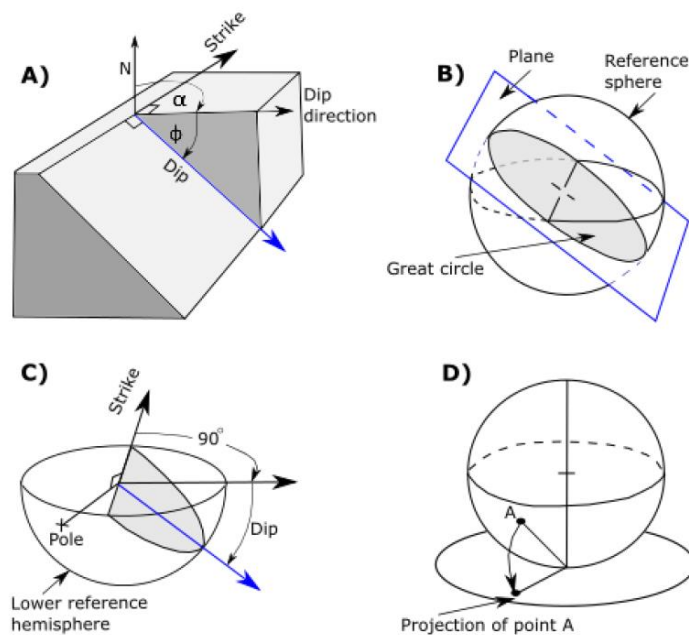 A)
N
Strike
α
Dip
direction
ϕ
Dip
B)
Plane
Reference
sphere
Great circle
C)
Strike
90°
Dip
Pole
Lower reference
hemisphere
D)
A
Projection of point A